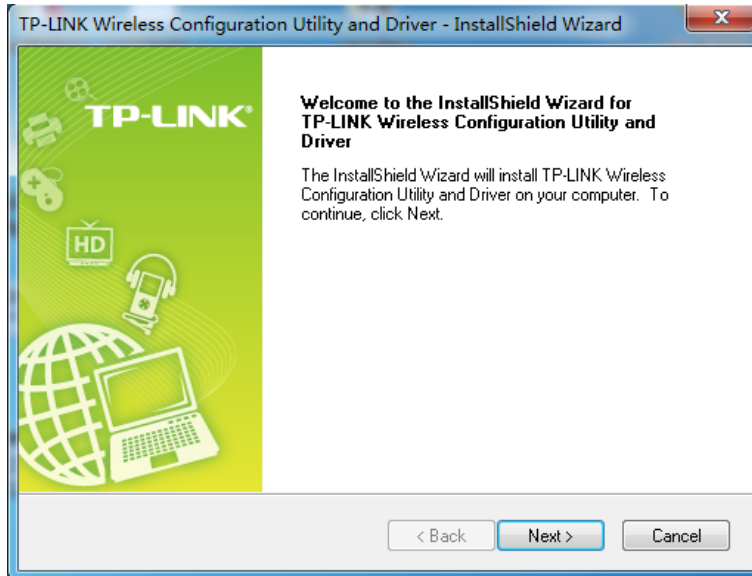 TP-LINK Wireless Configuration Utility and Driver - InstallShield Wizard
TP-LINK®
Welcome to the InstallShield Wizard for
TP-LINK Wireless Configuration Utility and
Driver
The InstallShield Wizard will install TP-LINK Wireless
Configuration Utility and Driver on your computer. To
continue, click Next.
HD
< Back
Next >
Cancel